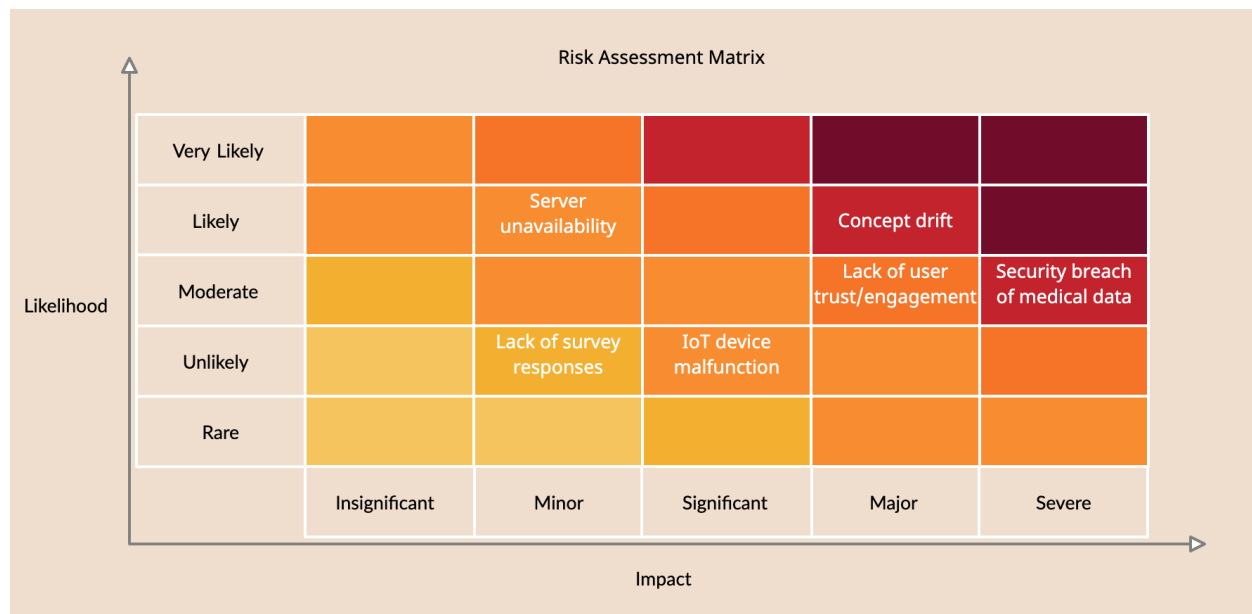 Risk Assessment Matrix
Very Likely
Likely
Server
unavailability
Concept drift
Likelihood
Moderate
Lack of user
trust/engagement
Security breach
of medical data
Unlikely
Lack of survey
responses
IoT device
malfunction
Rare
Insignificant
Minor
Significant
Major
Severe
Impact